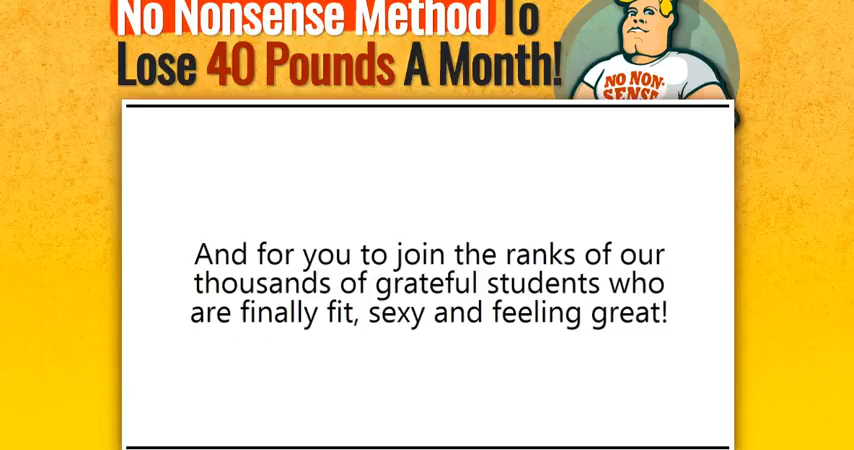 No Nonsense Method To
Lose 40 Pounds A Month!
NO NON-
SENSE
And for you to join the ranks of our
thousands of grateful students who
are finally fit, sexy and feeling great!